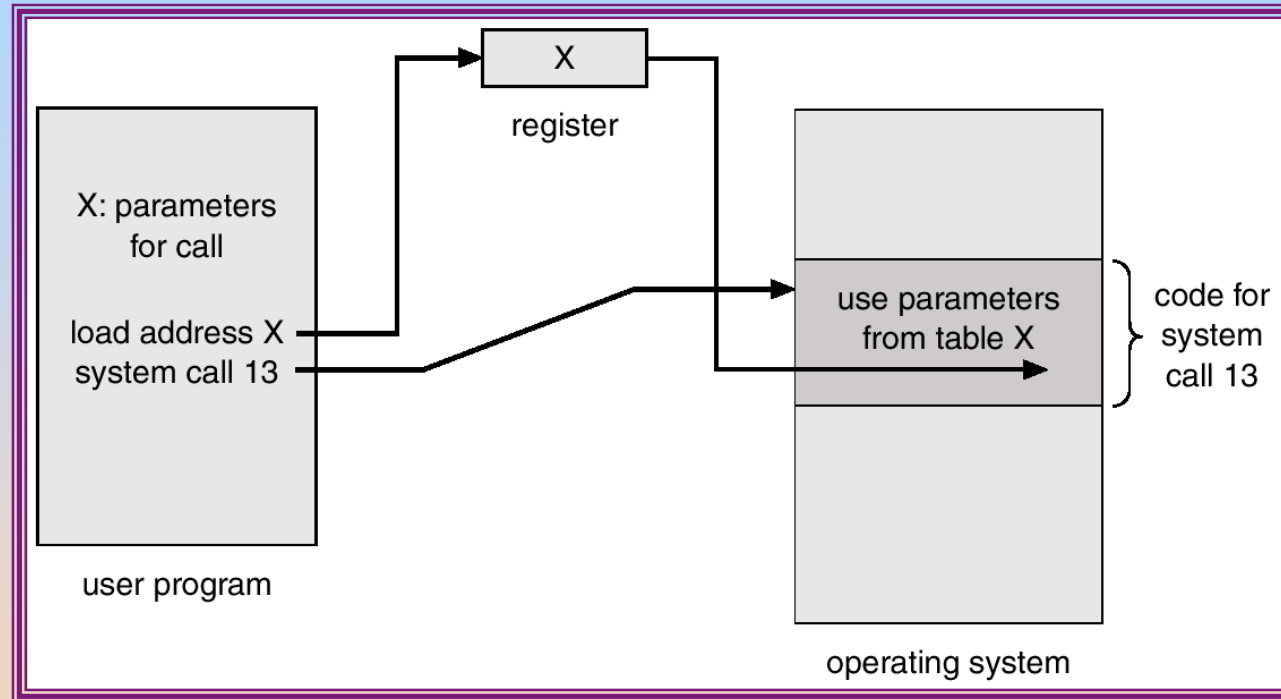 X
register
X: parameters
for call
load address X
system call 13
user program
use parameters
from table X
code for
system
call 13
operating system